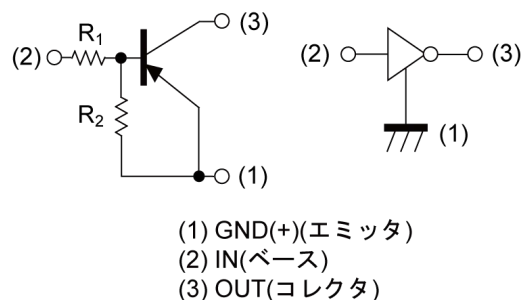 R1
(2)
R2
(3)
(1)
(2)
(3)
(1)
(1) GND(+)(エミッタ)
(2) IN(ベース)
(3) OUT(コレクタ)